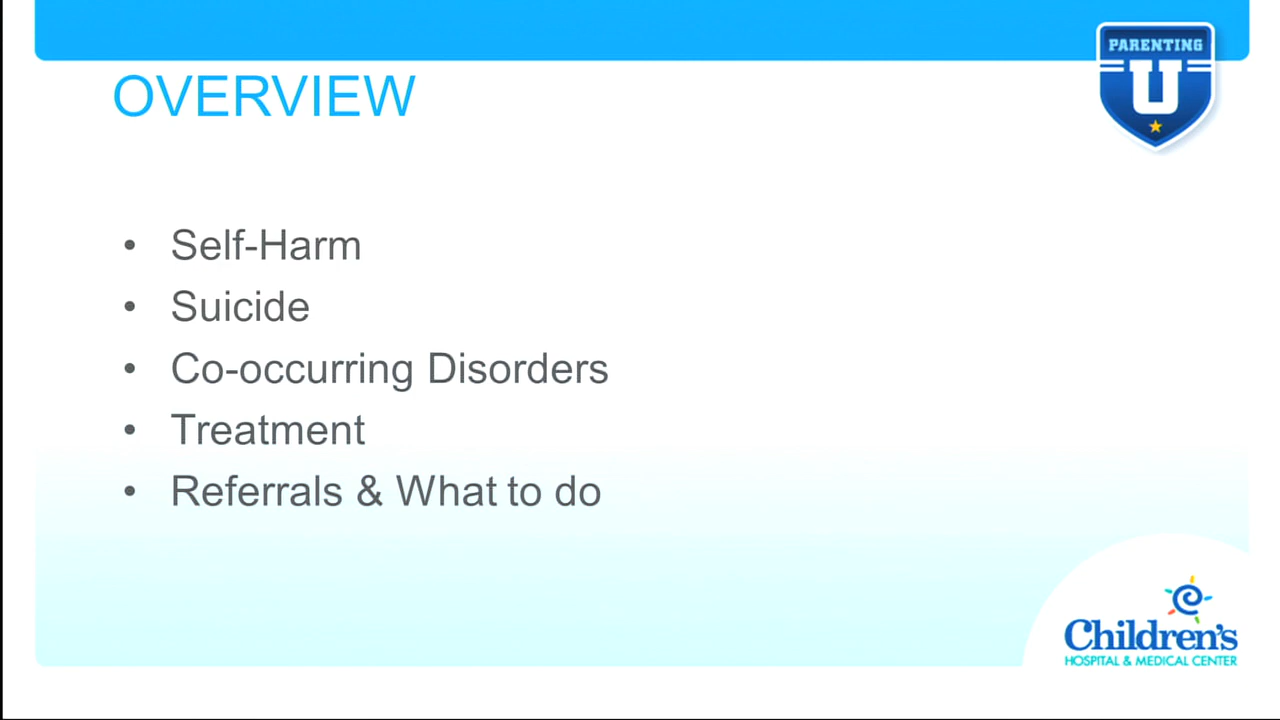 PARENTING
U
OVERVIEW
• Self-Harm
• Suicide
• Co-occurring Disorders
• Treatment
• Referrals & What to do
Children's
HOSPITAL & MEDICAL CENTER